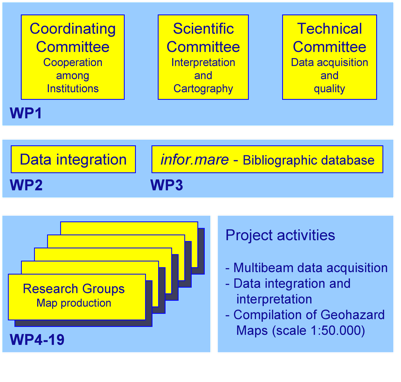 Coordinating
Committee
Cooperation
among
Institutions
Scientific
Committee
Interpretation
and
Cartography
Technical
Committee
Data acquisition
and
quality
WP1
Data integration
WP2
infor.mare - Bibliographic database
WP3
Research Groups
Map production
WP4-19
Project activities
- Multibeam data acquisition
- Data integration and
interpretation
- Compilation of Geohazard
Maps (scale 1:50.000)